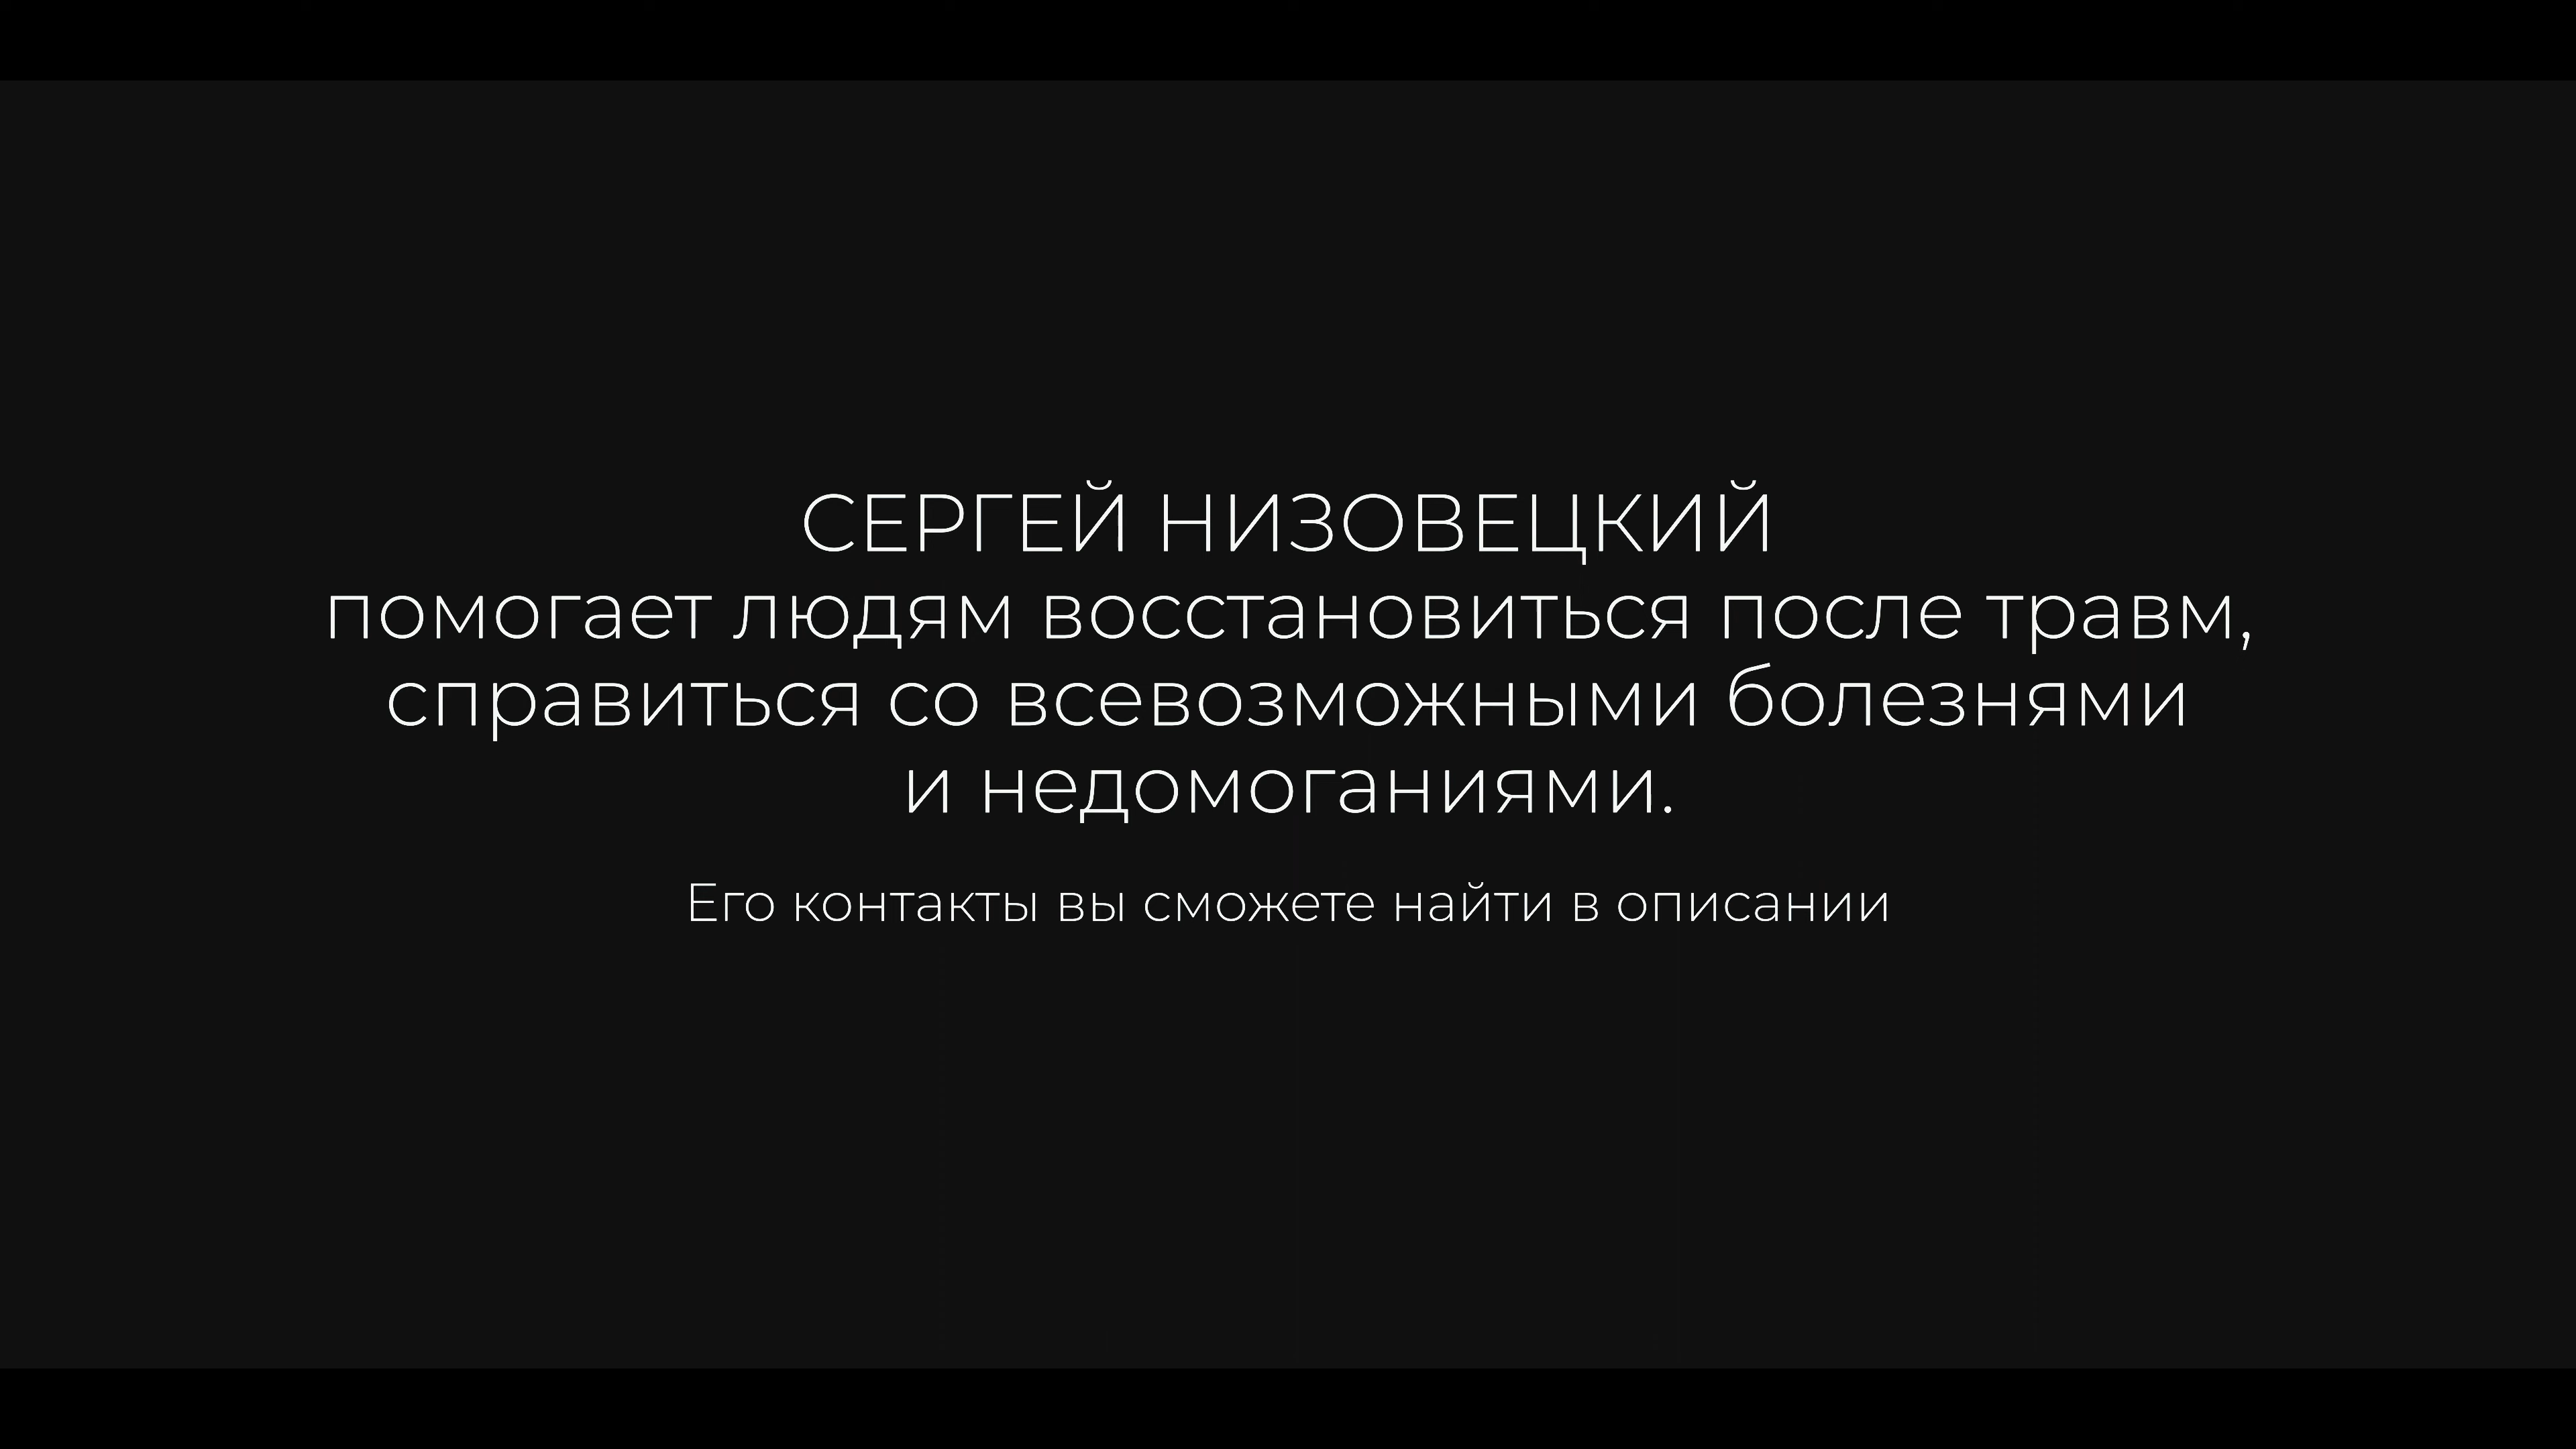 СЕРГЕЙ НИЗОВЕЦКИЙ
помогает людям восстановиться после травм,
справиться со всевозможными болезнями
и недомоганиями.
Его контакты вы сможете найти в описании